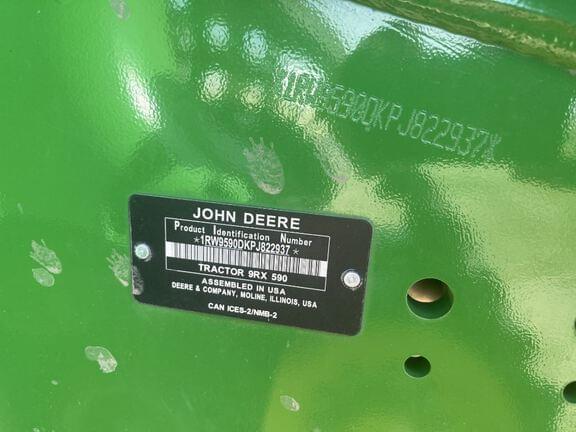 *1RW9590DKPJ822937*
JOHN DEERE
Product Identification Number
*1RW9590DKPJ822937*
TRACTOR 9RX 590
ASSEMBLED IN USA
DEERE & COMPANY, MOLINE, ILLINOIS, USA
CAN ICES-2/NMB-2